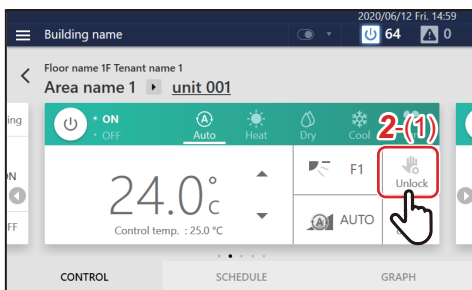 2020/06/12 Fri. 14:59
Building name
64
0
Floor name 1F Tenant name 1
Area name 1 unit 001
ing
ON
OFF
A
Auto
Heat
Dry
Cool
2-(1)
24.0°c
Control temp. : 25.0 °C
F1
Unlock
A
AUTO
FF
CONTROL
SCHEDULE
GRAPH